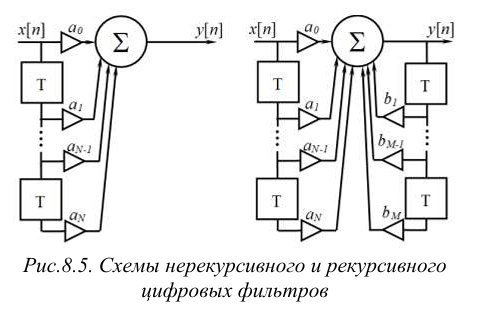 x[n] a0 Σ y[n] x[n] a0 Σ y[n]
T T T
a1 a1 b1
aN-1 aN-1 bM-1
T T T
aN aN bM
Рис.8.5. Схемы нерекурсивного и рекурсивного
цифровых фильтров